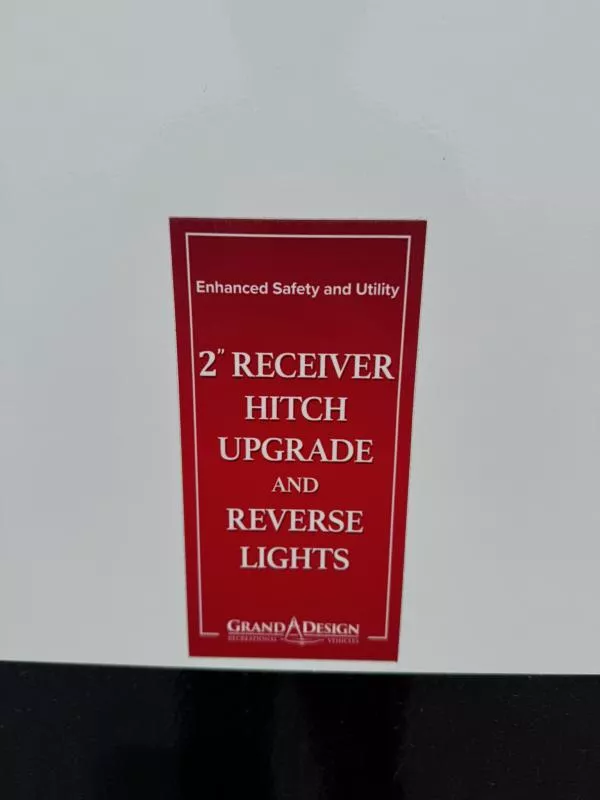 Enhanced Safety and Utility
2" RECEIVER
HITCH
UPGRADE
AND
REVERSE
LIGHTS
GRAND DESIGN
RECREATIONAL VEHICLES